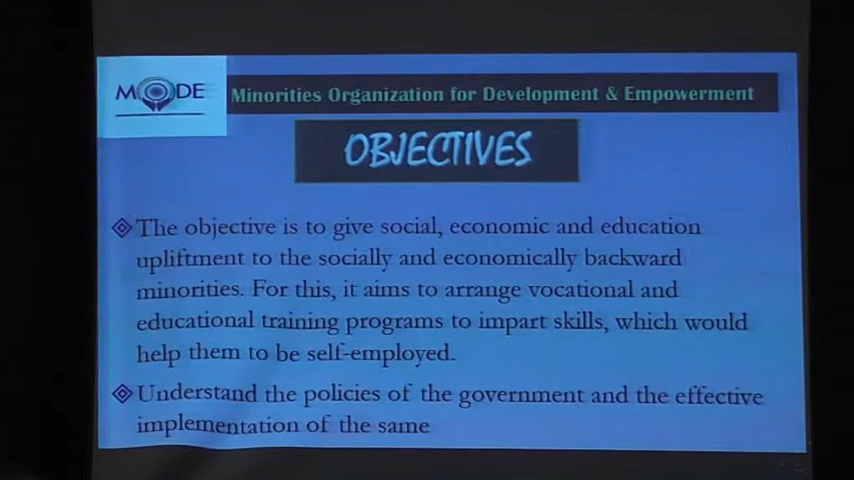 MODE
Minorities Organization for Development & Empowerment
OBJECTIVES
The objective is to give social, economic and education
upliftment to the socially and economically backward
minorities. For this, it aims to arrange vocational and
educational training programs to impart skills, which would
help them to be self-employed.
Understand the policies of the government and the effective
implementation of the same